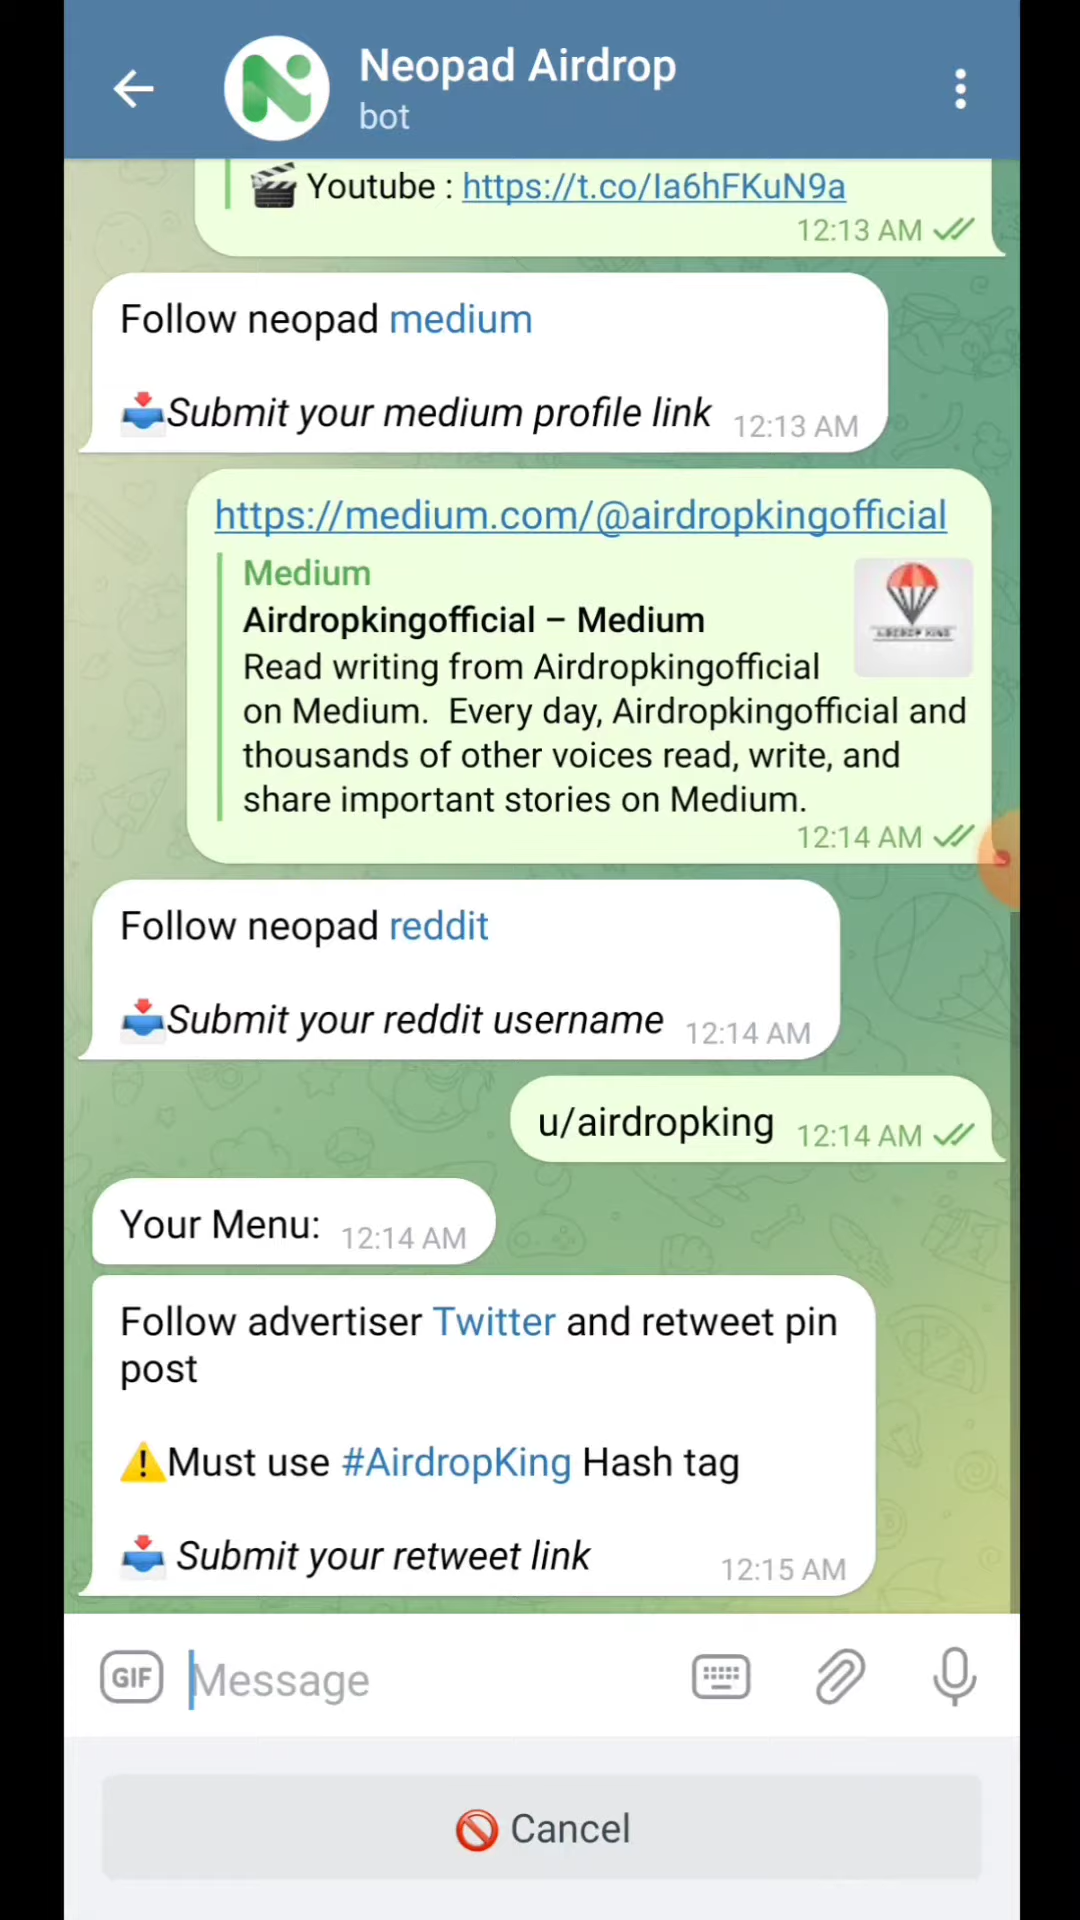 Neopad Airdrop
bot
Youtube : https://t.co/Ia6hFKuN9a
12:13 AM
Follow neopad medium
Submit your medium profile link 12:13 AM
https://medium.com/@airdropkingofficial
Medium
Airdropkingofficial – Medium
Read writing from Airdropkingofficial
on Medium. Every day, Airdropkingofficial and
thousands of other voices read, write, and
share important stories on Medium.
AIRDROP KING
12:14 AM
Follow neopad reddit
Submit your reddit username 12:14 AM
u/airdropking 12:14 AM
Your Menu: 12:14 AM
Follow advertiser Twitter and retweet pin
post
Must use #AirdropKing Hash tag
Submit your retweet link 12:15 AM
GIF Message
Cancel